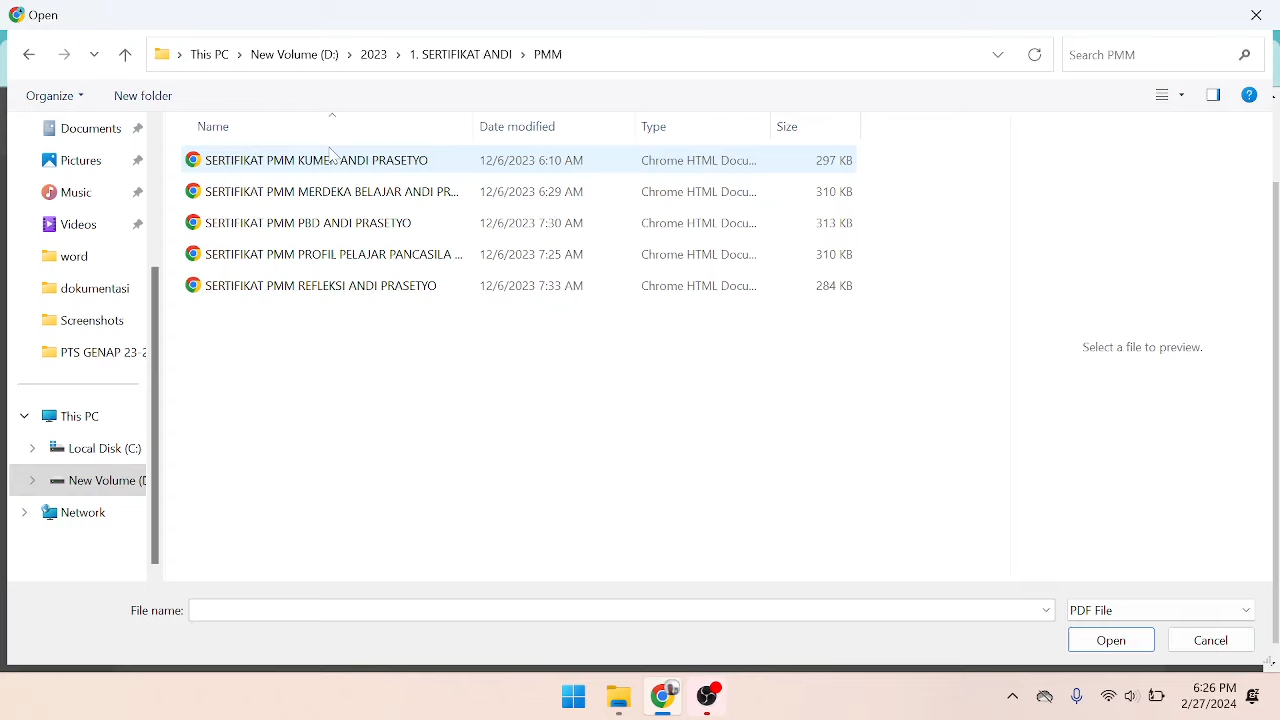 Open
This PC > New Volume (D:) > 2023 > 1. SERTIFIKAT ANDI > PMM
Search PMM
Organize
New folder
Name
Date modified
Type
Size
SERTIFIKAT PMM KUMER ANDI PRASETYO 12/6/2023 6:10 AM Chrome HTML Docu... 297 KB
SERTIFIKAT PMM MERDEKA BELAJAR ANDI PR... 12/6/2023 6:29 AM Chrome HTML Docu... 310 KB
SERTIFIKAT PMM PBD ANDI PRASETYO 12/6/2023 7:30 AM Chrome HTML Docu... 313 KB
SERTIFIKAT PMM PROFIL PELAJAR PANCASILA ... 12/6/2023 7:25 AM Chrome HTML Docu... 310 KB
SERTIFIKAT PMM REFLEKSI ANDI PRASETYO 12/6/2023 7:33 AM Chrome HTML Docu... 284 KB
Documents
Pictures
Music
Videos
word
dokumentasi
Screenshots
PTS GENAP 23-2
This PC
Local Disk (C:)
New Volume (D
Network
Select a file to preview.
File name:
PDF File
Open
Cancel
6:26 PM
2/27/2024